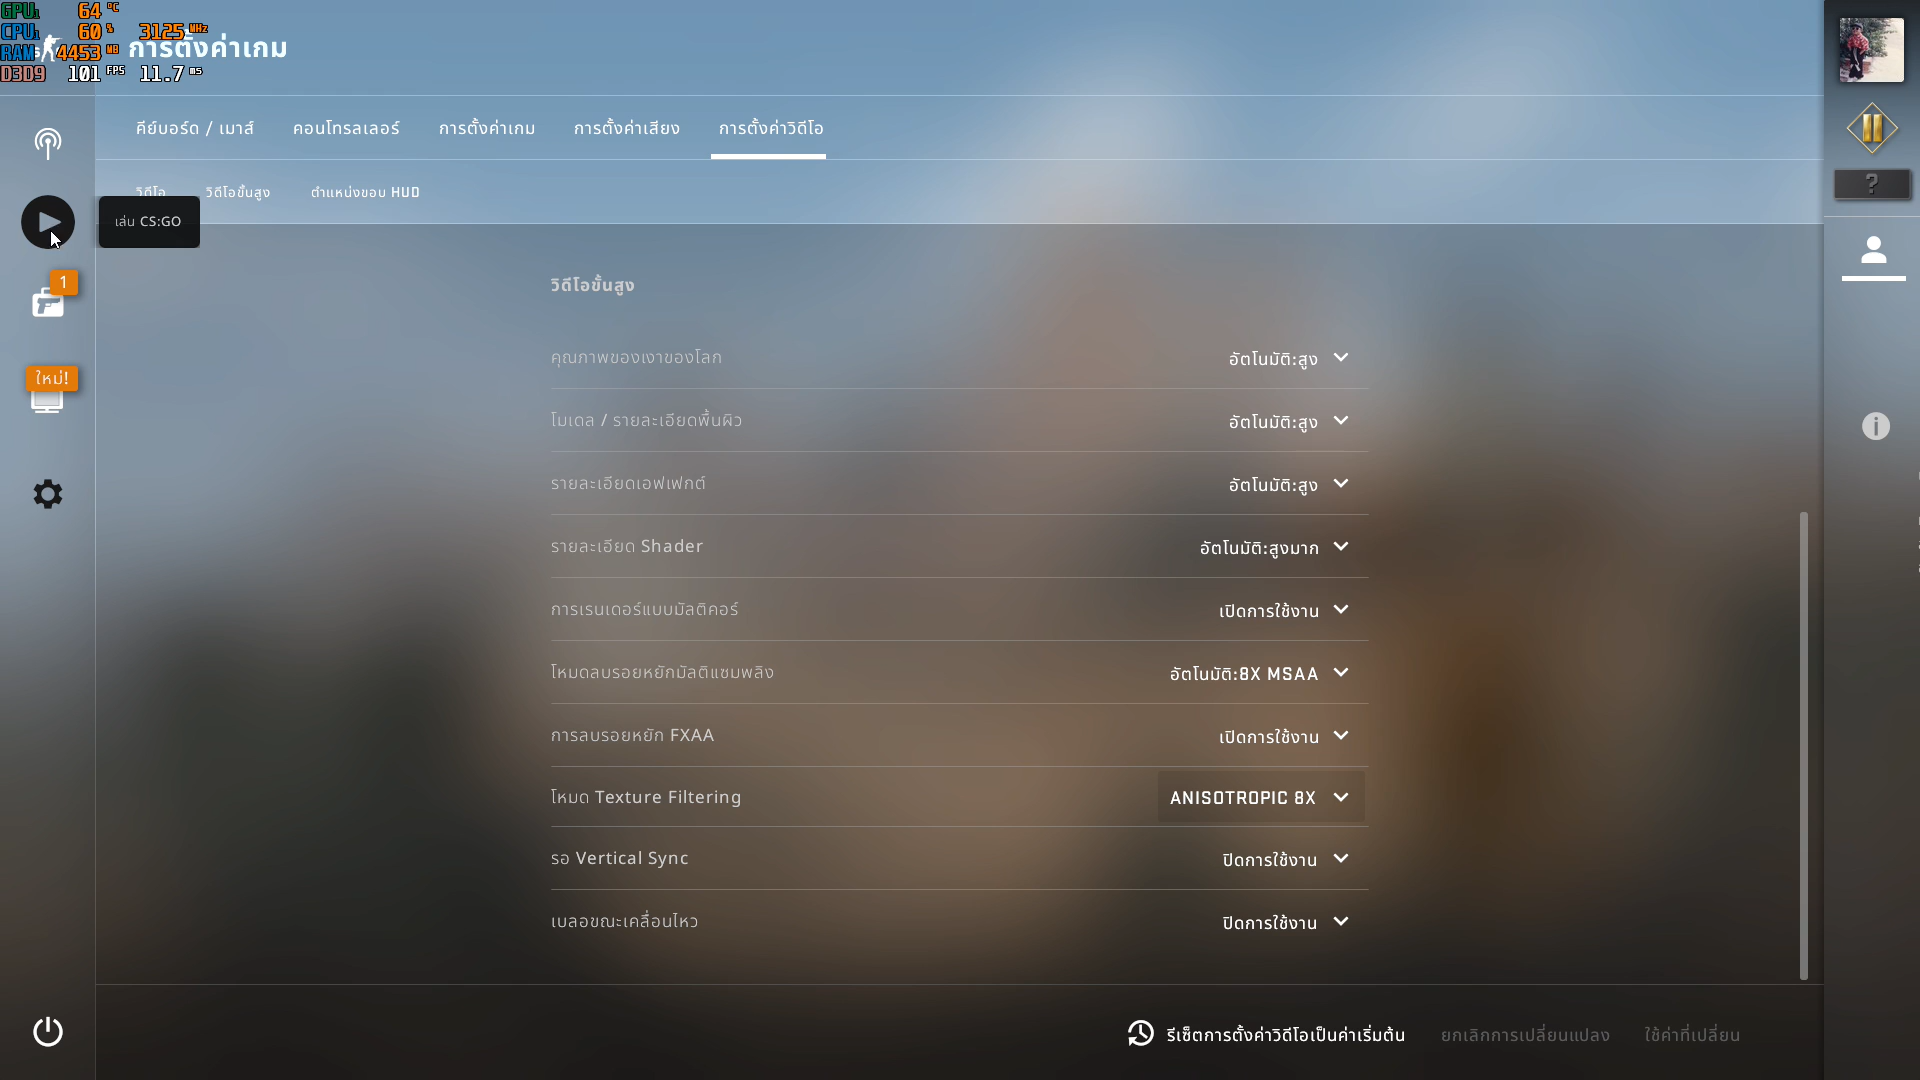 GPU1 64 °C
CPU1 60 % 3125 MHz
RAM 4453 MB
D3D9 101 FPS 11.7 ms
การตั้งค่าเกม
คีย์บอร์ด / เมาส์ คอนโทรลเลอร์ การตั้งค่าเกม การตั้งค่าเสียง การตั้งค่าวิดีโอ
วิดีโอ วิดีโอขั้นสูง ตำแหน่งขอบ HUD
?
เล่น CS:GO
1
ใหม่!
วิดีโอขั้นสูง
คุณภาพของเงาของโลก อัตโนมัติ:สูง
โมเดล / รายละเอียดพื้นผิว อัตโนมัติ:สูง
รายละเอียดเอฟเฟกต์ อัตโนมัติ:สูง
รายละเอียด Shader อัตโนมัติ:สูงมาก
การเรนเดอร์แบบมัลติคอร์ เปิดการใช้งาน
โหมดลบรอยหยักมัลติแซมพลิง อัตโนมัติ:8X MSAA
การลบรอยหยัก FXAA เปิดการใช้งาน
โหมด Texture Filtering ANISOTROPIC 8X
รอ Vertical Sync ปิดการใช้งาน
เบลอขณะเคลื่อนไหว ปิดการใช้งาน
รีเซ็ตการตั้งค่าวิดีโอเป็นค่าเริ่มต้น ยกเลิกการเปลี่ยนแปลง ใช้ค่าที่เปลี่ยน